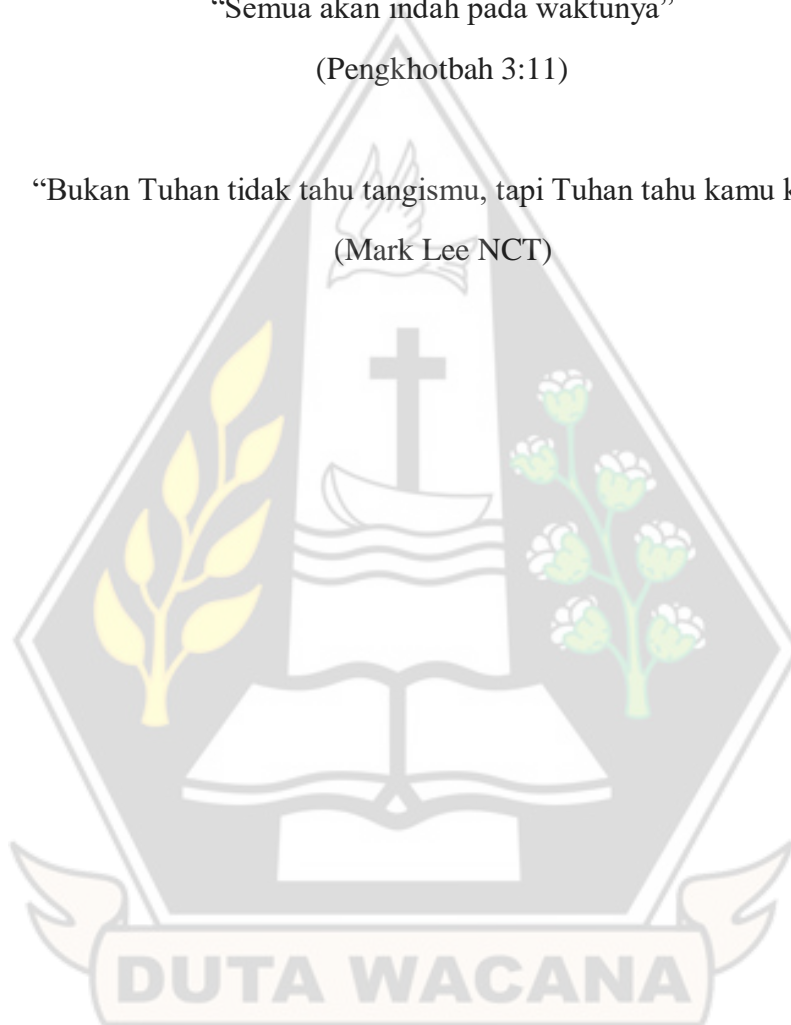 “Semua akan indah pada waktunya”
(Pengkhotbah 3:11)
“Bukan Tuhan tidak tahu tangismu, tapi Tuhan tahu kamu
(Mark Lee NCT)
DUTA WACANA